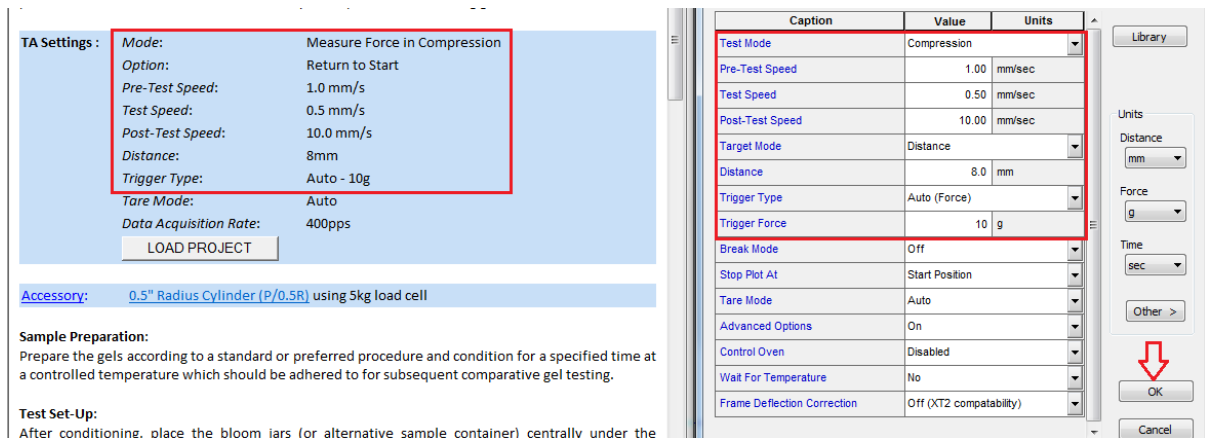 TA Settings : Mode: Measure Force in Compression
Option: Return to Start
Pre-Test Speed: 1.0 mm/s
Test Speed: 0.5 mm/s
Post-Test Speed: 10.0 mm/s
Distance: 8mm
Trigger Type: Auto - 10g
Tare Mode: Auto
Data Acquisition Rate: 400pps
LOAD PROJECT
Accessory: 0.5" Radius Cylinder (P/0.5R) using 5kg load cell
Sample Preparation:
Prepare the gels according to a standard or preferred procedure and condition for a specified time at
a controlled temperature which should be adhered to for subsequent comparative gel testing.
Test Set-Up:
After conditioning, place the bloom jars (or alternative sample container) centrally under the
Caption Value Units
Test Mode Compression
Pre-Test Speed 1.00 mm/sec
Test Speed 0.50 mm/sec
Post-Test Speed 10.00 mm/sec
Target Mode Distance
Distance 8.0 mm
Trigger Type Auto (Force)
Trigger Force 10 g
Break Mode Off
Stop Plot At Start Position
Tare Mode Auto
Advanced Options On
Control Oven Disabled
Wait For Temperature No
Frame Deflection Correction Off (XT2 compatability)
Library
Units
Distance
mm
Force
g
Time
sec
Other >
OK
Cancel